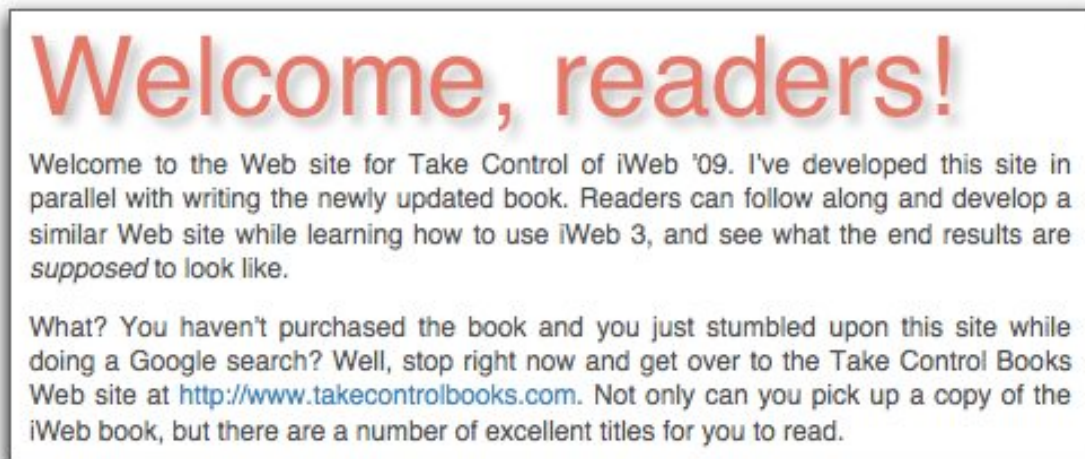 Welcome, readers!
Welcome to the Web site for Take Control of iWeb '09. I've developed this site in
parallel with writing the newly updated book. Readers can follow along and develop a
similar Web site while learning how to use iWeb 3, and see what the end results are
supposed to look like.
What? You haven't purchased the book and you just stumbled upon this site while
doing a Google search? Well, stop right now and get over to the Take Control Books
Web site at http://www.takecontrolbooks.com. Not only can you pick up a copy of the
iWeb book, but there are a number of excellent titles for you to read.